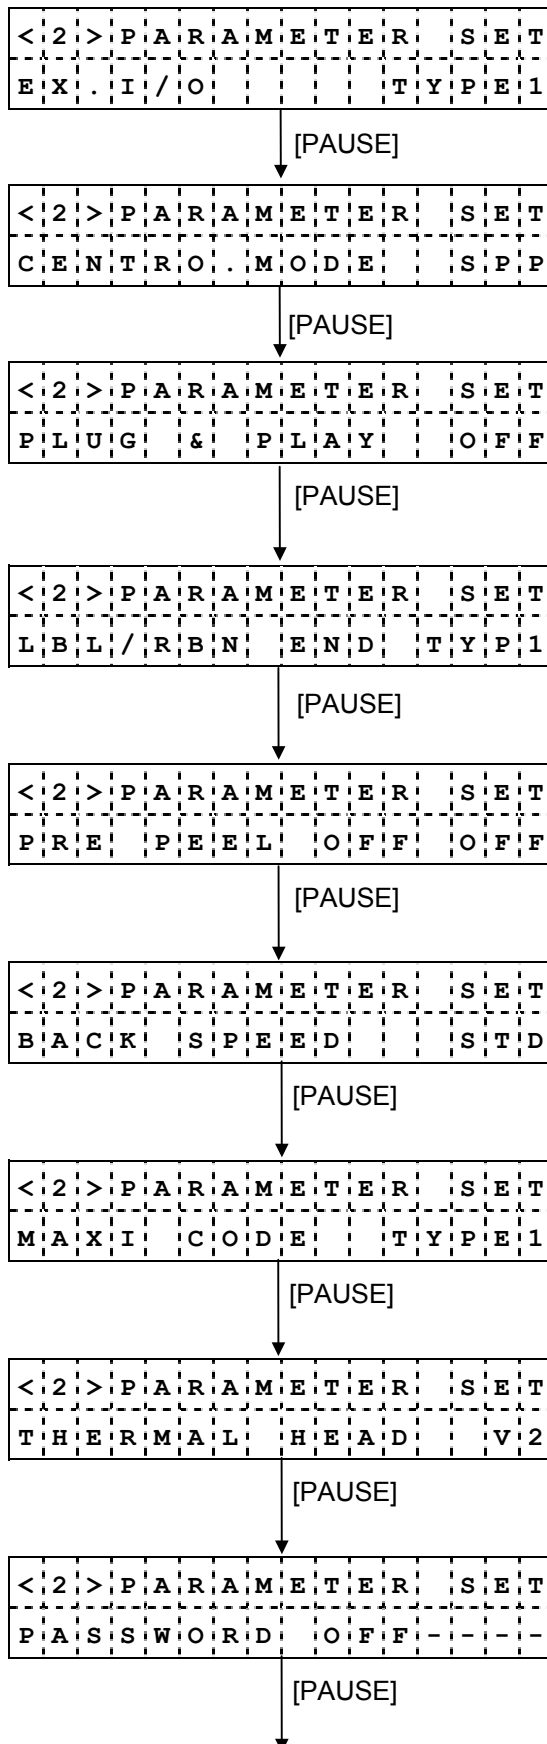 <2>PARAMETER SET
EX.I/O     TYPE1
[PAUSE]
<2>PARAMETER SET
CENTRO.MODE  SPP
[PAUSE]
<2>PARAMETER SET
PLUG & PLAY  OFF
[PAUSE]
<2>PARAMETER SET
LBL/RBN END TYP1
[PAUSE]
<2>PARAMETER SET
PRE PEEL OFF OFF
[PAUSE]
<2>PARAMETER SET
BACK SPEED   STD
[PAUSE]
<2>PARAMETER SET
MAXI CODE  TYPE1
[PAUSE]
<2>PARAMETER SET
THERMAL HEAD  V2
[PAUSE]
<2>PARAMETER SET
PASSWORD OFF----
[PAUSE]